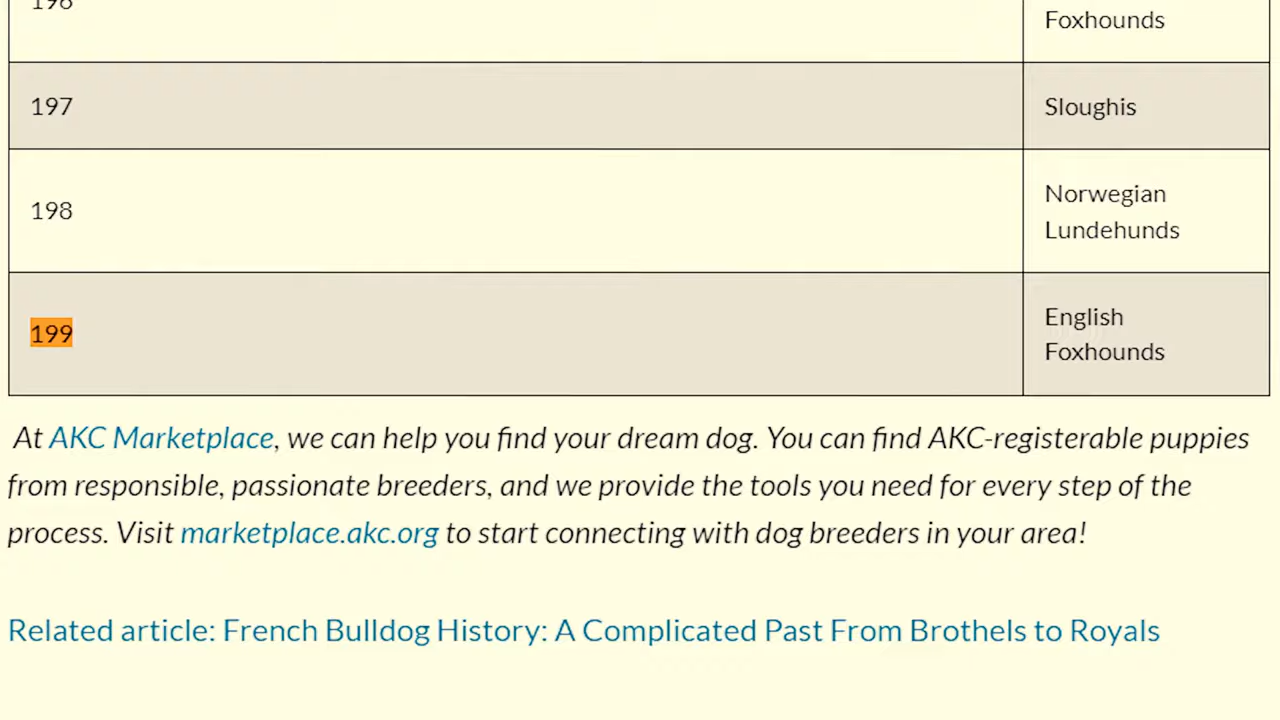 196
Foxhounds
197
Sloughis
198
Norwegian
Lundehunds
199
English
Foxhounds
At AKC Marketplace, we can help you find your dream dog. You can find AKC-registerable puppies
from responsible, passionate breeders, and we provide the tools you need for every step of the
process. Visit marketplace.akc.org to start connecting with dog breeders in your area!
Related article: French Bulldog History: A Complicated Past From Brothels to Royals